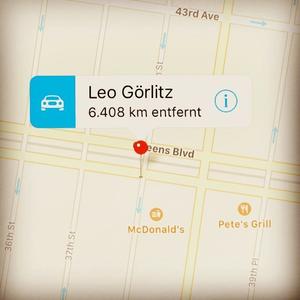 43rd Ave
Leo Görlitz
6.408 km entfernt
eens Blvd
McDonald's
Pete's Grill
36th St
37th St
39th Pl